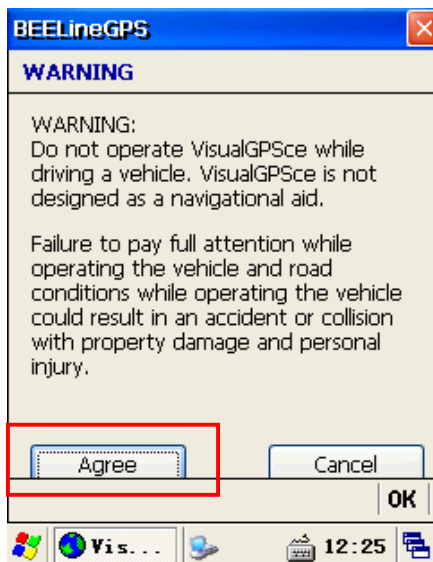 BEELineGPS
WARNING
WARNING:
Do not operate VisualGPSce while
driving a vehicle. VisualGPSce is not
designed as a navigational aid.
Failure to pay full attention while
operating the vehicle and road
conditions while operating the vehicle
could result in an accident or collision
with property damage and personal
injury.
Agree Cancel
OK
Vis... 12:25